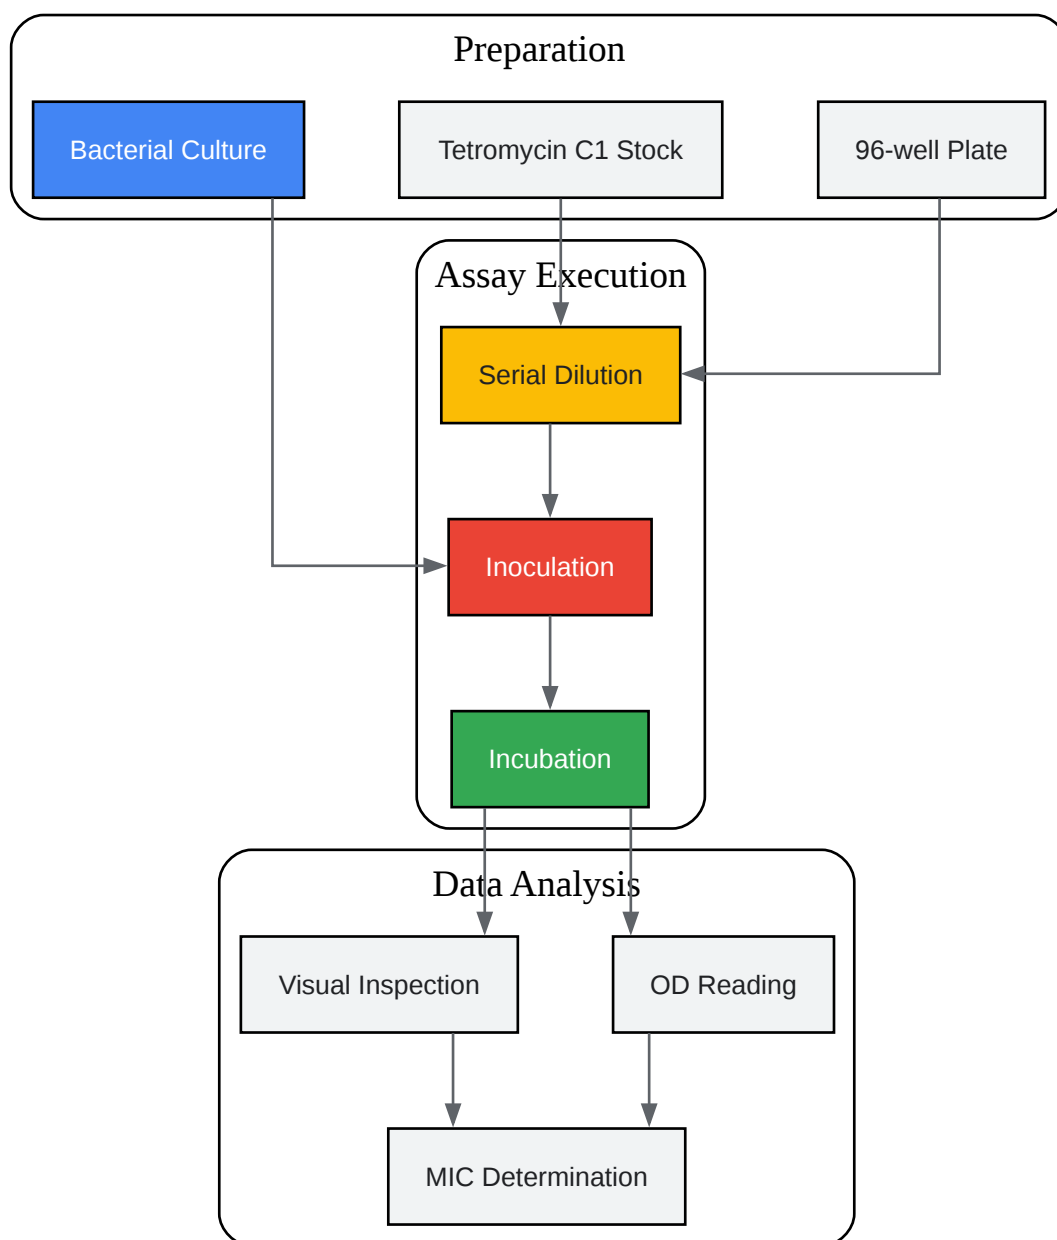 Preparation
Bacterial Culture
Tetromycin C1 Stock
96-well Plate
Assay Execution
Serial Dilution
Inoculation
Incubation
Data Analysis
Visual Inspection
OD Reading
MIC Determination